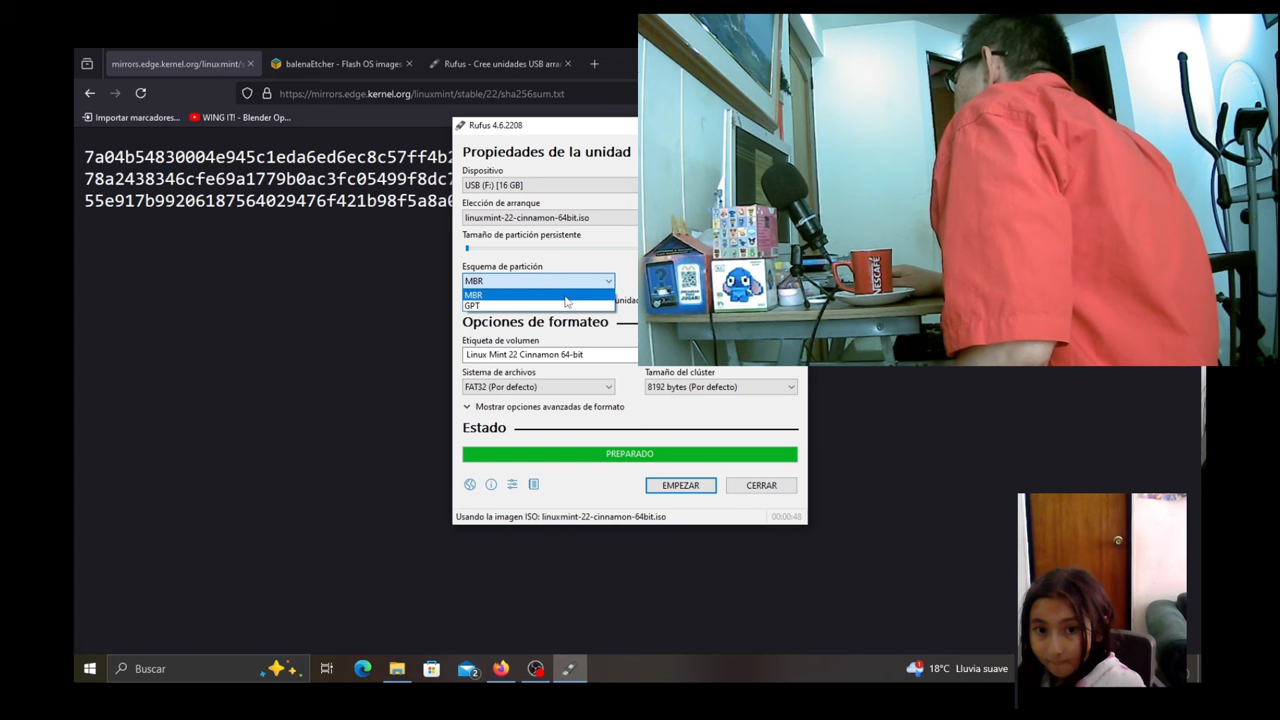 mirrors.edge.kernel.org/linuxmint/s
balenaEtcher - Flash OS images
Rufus - Cree unidades USB arra
https://mirrors.edge.kernel.org/linuxmint/stable/22/sha256sum.txt
Importar marcadores...
WING IT! - Blender Op...
7a04b54830004e945c1eda6ed6ec8c57ff4b2
78a2438346cfe69a1779b0ac3fc05499f8dc7
55e917b99206187564029476f421b98f5a8a0
Rufus 4.6.2208
Propiedades de la unidad
Dispositivo
USB (F:) [16 GB]
Elección de arranque
linuxmint-22-cinnamon-64bit.iso
Tamaño de partición persistente
Esquema de partición
MBR
MBR
GPT
Opciones de formateo
Etiqueta de volumen
Linux Mint 22 Cinnamon 64-bit
Sistema de archivos
Tamaño del clúster
FAT32 (Por defecto)
8192 bytes (Por defecto)
Mostrar opciones avanzadas de formato
Estado
PREPARADO
EMPEZAR
CERRAR
Usando la imagen ISO: linuxmint-22-cinnamon-64bit.iso
00:00:48
NESCAFÉ
Buscar
2
1
18°C Lluvia suave